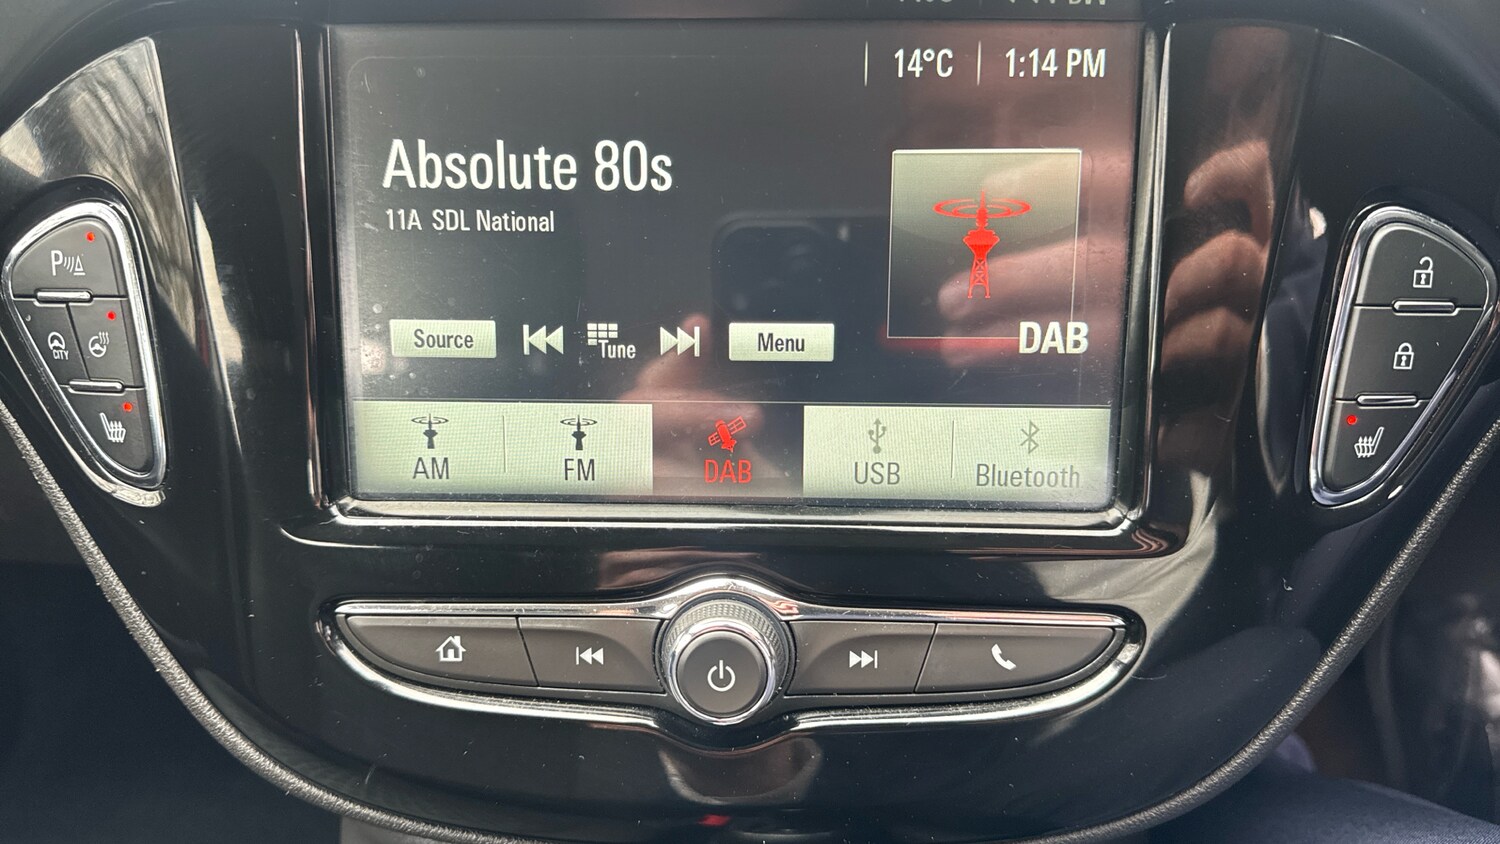 14°C 1:14 PM
Absolute 80s
11A SDL National
Source Tune Menu
DAB
AM FM DAB USB Bluetooth
P
CITY